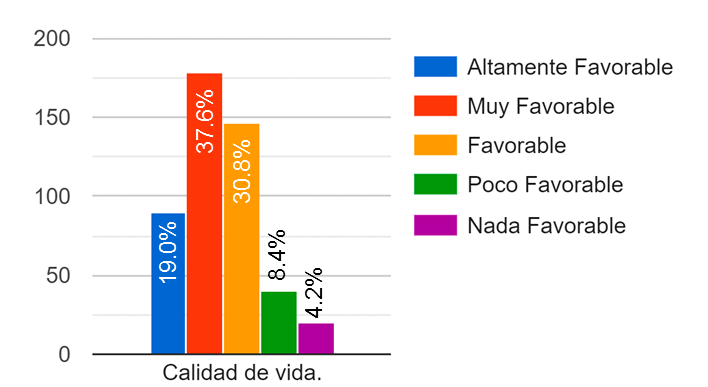 200
150
100
50
0
19.0%
37.6%
30.8%
8.4%
4.2%
Calidad de vida.
Altamente Favorable
Muy Favorable
Favorable
Poco Favorable
Nada Favorable